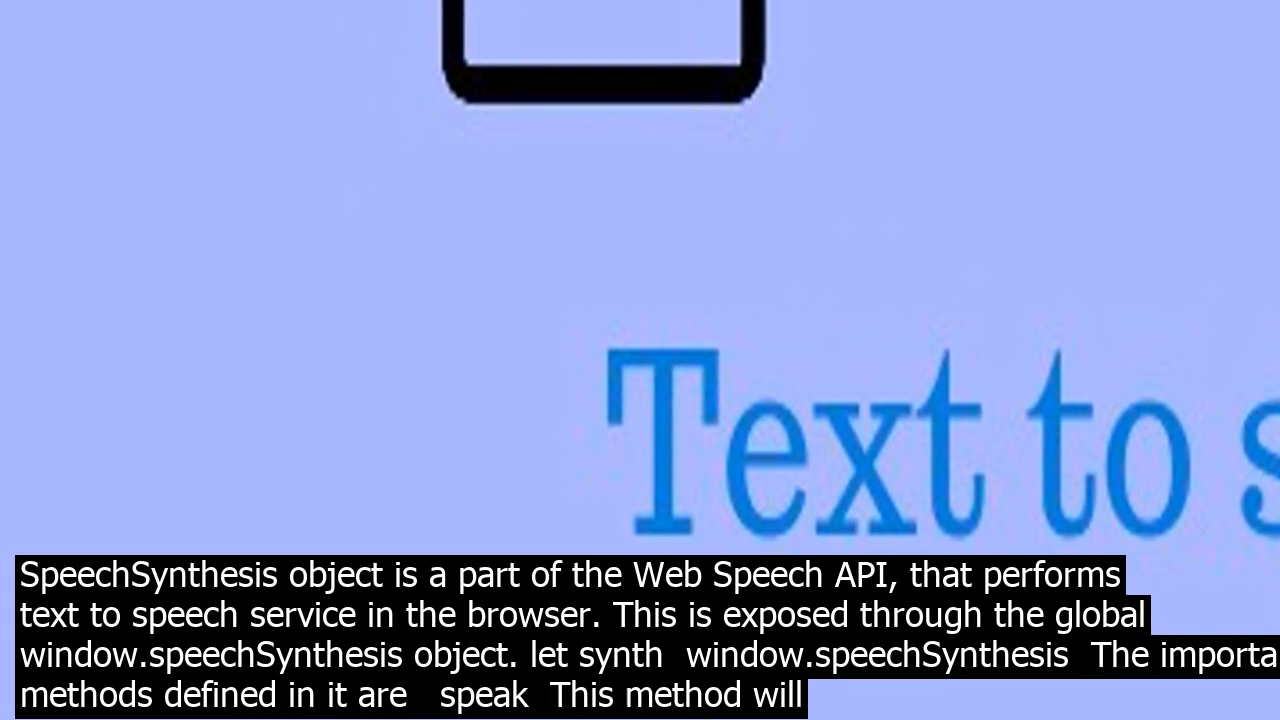 Text to
SpeechSynthesis object is a part of the Web Speech API, that performs
text to speech service in the browser. This is exposed through the global
window.speechSynthesis object. let synth  window.speechSynthesis  The importa
methods defined in it are   speak  This method will